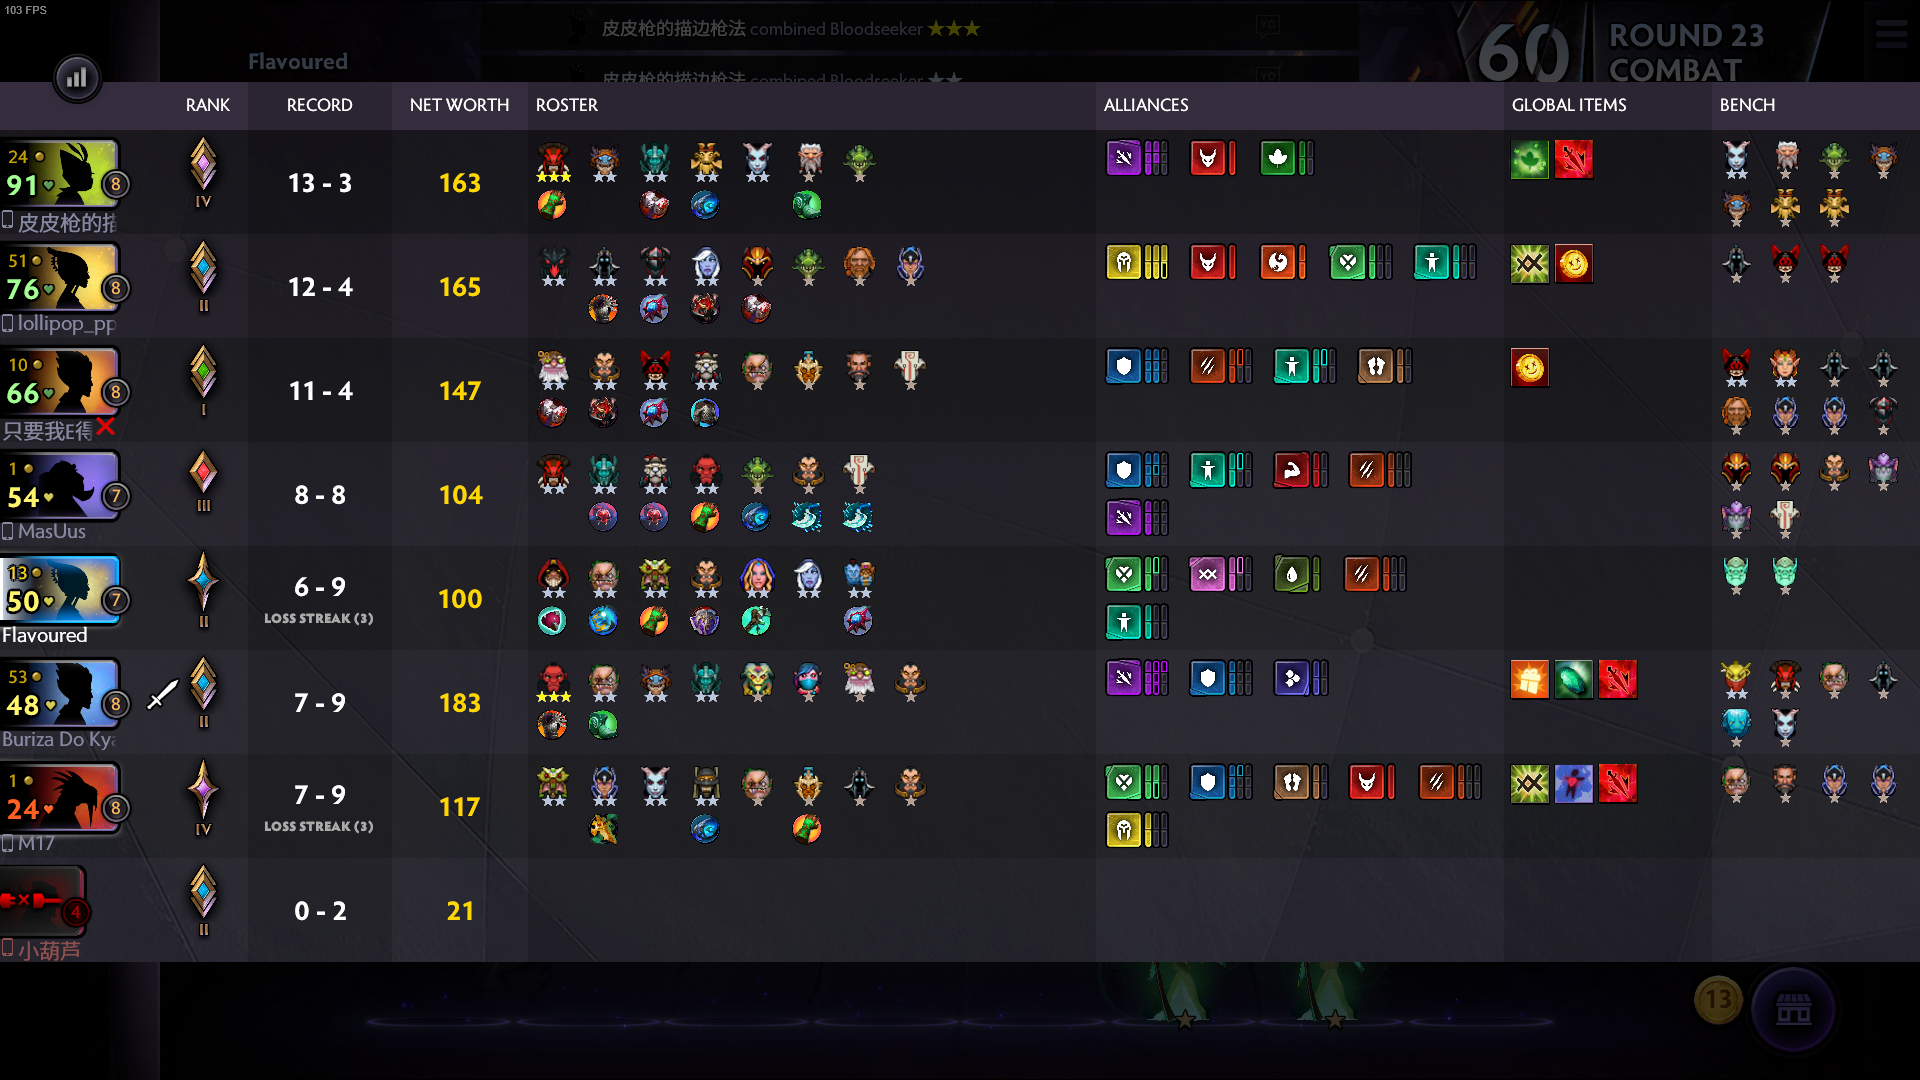 103 FPS
Flavoured
皮皮枪的描边枪法 combined Bloodseeker ★★★
皮皮枪的描边枪法 combined Bloodseeker ★★
60
ROUND 23
COMBAT
RANK RECORD NET WORTH ROSTER ALLIANCES GLOBAL ITEMS BENCH
24
91
8
皮皮枪的描
IV
13 - 3
163
51
76
8
lollipop_pp
II
12 - 4
165
10
66
8
只要我E得
I
11 - 4
147
1
54
7
MasUus
III
8 - 8
104
13
50
7
Flavoured
II
6 - 9
LOSS STREAK (3)
100
53
48
8
Buriza Do Kya
II
7 - 9
183
1
24
8
M17
IV
7 - 9
LOSS STREAK (3)
117
4
小葫芦
II
0 - 2
21
13